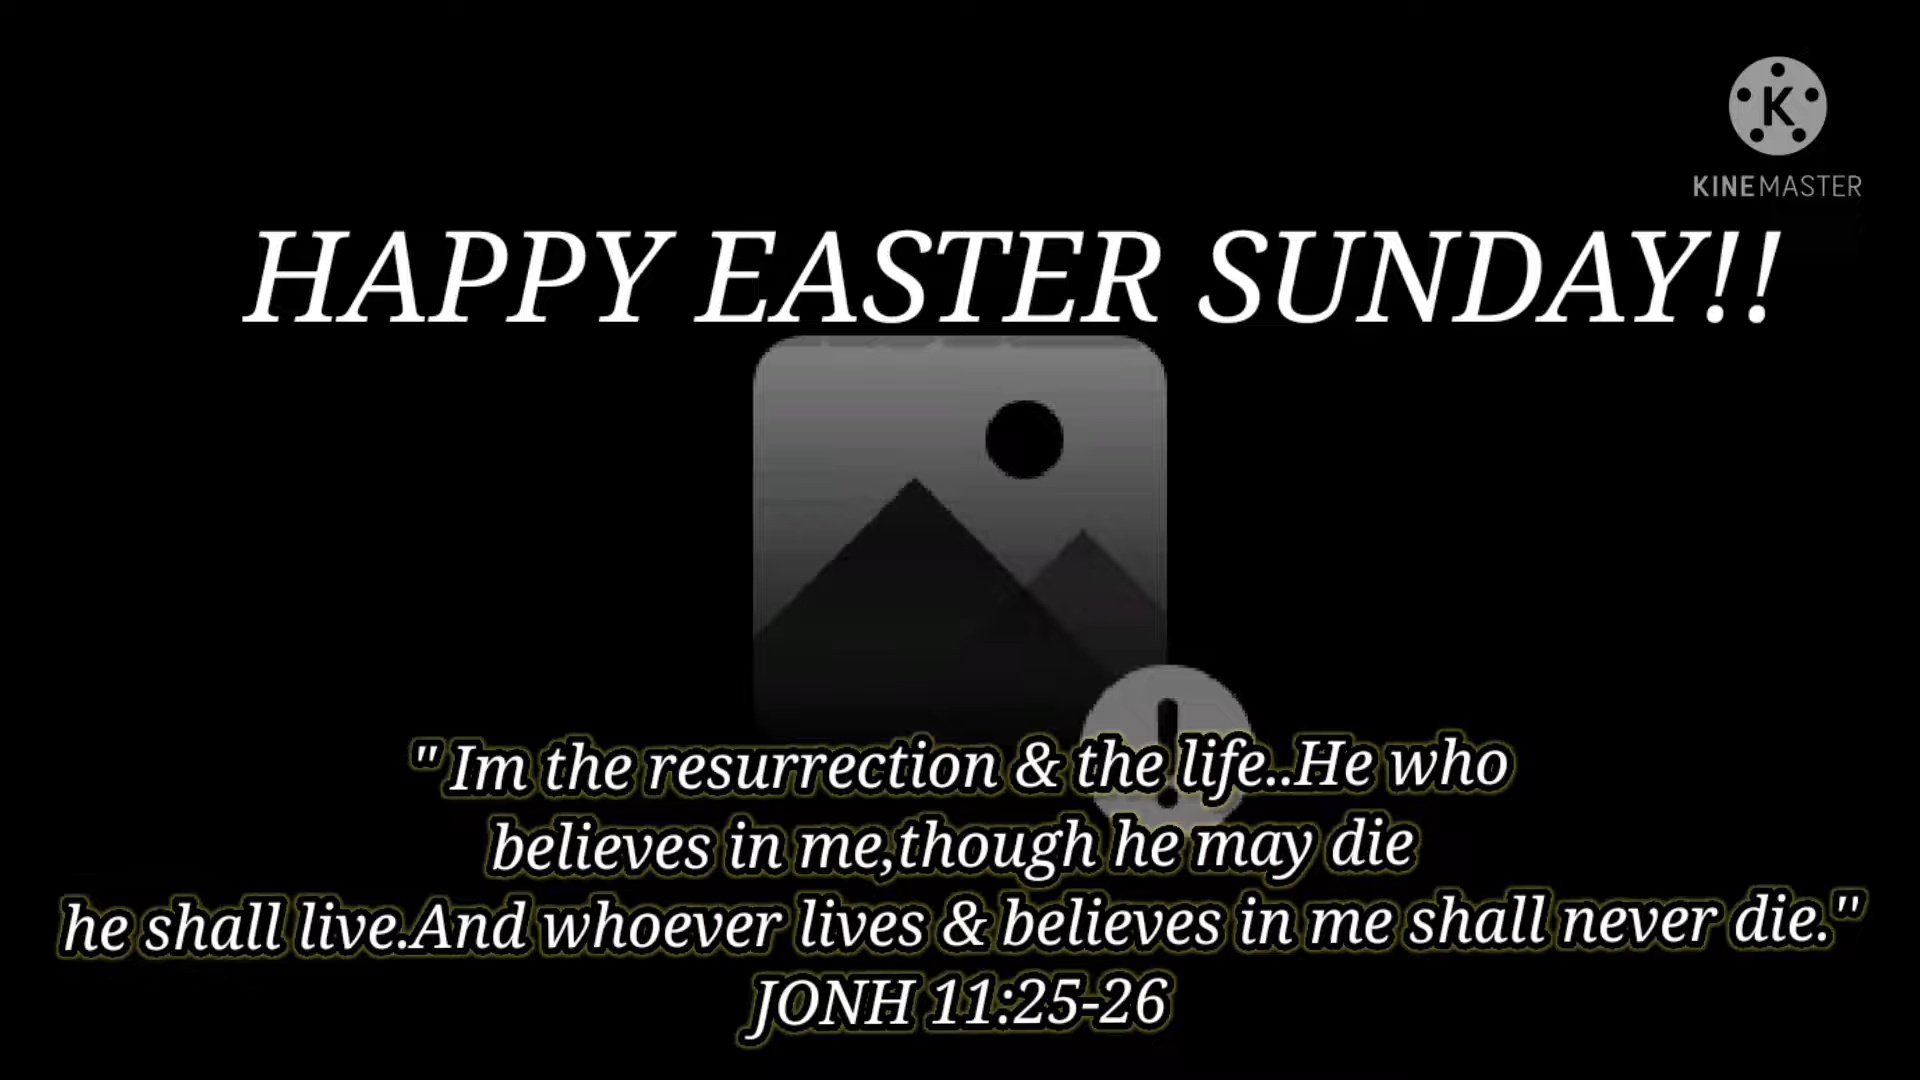 KINEMASTER
HAPPY EASTER SUNDAY!!
" Im the resurrection & the life..He who
believes in me,though he may die
he shall live.And whoever lives & believes in me shall never die."
JONH 11:25-26